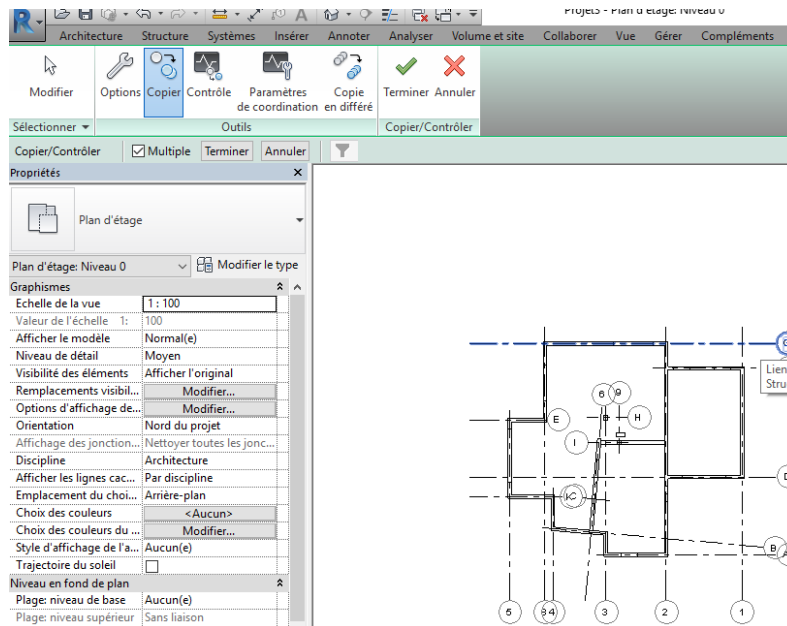 R
Projet3 - Plan d'étage: Niveau 0
Architecture Structure Systèmes Insérer Annoter Analyser Volume et site Collaborer Vue Gérer Compléments
Modifier Options Copier Contrôle Paramètres de coordination Copie en différé Terminer Annuler
Sélectionner Outils Copier/Contrôler
Copier/Contrôler Multiple Terminer Annuler
Propriétés
Plan d'étage
Plan d'étage: Niveau 0 Modifier le type
Graphismes
Echelle de la vue 1 : 100
Valeur de l'échelle 1: 100
Afficher le modèle Normal(e)
Niveau de détail Moyen
Visibilité des éléments Afficher l'original
Remplacements visibil... Modifier...
Options d'affichage de... Modifier...
Orientation Nord du projet
Affichage des jonction... Nettoyer toutes les jonc...
Discipline Architecture
Afficher les lignes cac... Par discipline
Emplacement du choi... Arrière-plan
Choix des couleurs <Aucun>
Choix des couleurs du ... Modifier...
Style d'affichage de l'a... Aucun(e)
Trajectoire du soleil
Niveau en fond de plan
Plage: niveau de base Aucun(e)
Plage: niveau supérieur Sans liaison
Lien
Stru
6 9
E H
I
D
C
B A
5 3 4 3 2 1